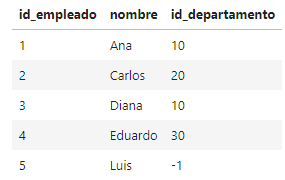 id_empleado nombre id_departamento
1 Ana 10
2 Carlos 20
3 Diana 10
4 Eduardo 30
5 Luis -1